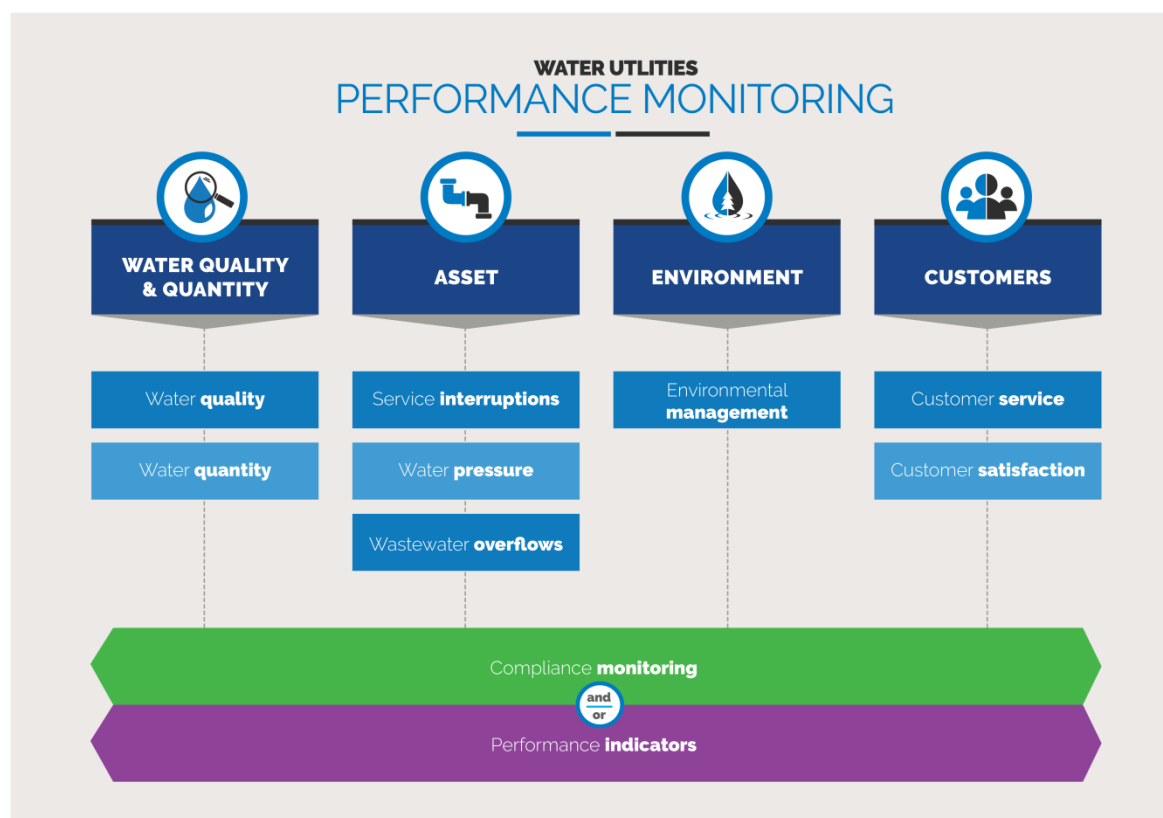 WATER UTLITIES
PERFORMANCE MONITORING
WATER QUALITY
& QUANTITY
Water quality
Water quantity
ASSET
Service interruptions
Water pressure
Wastewater overflows
ENVIRONMENT
Environmental
management
CUSTOMERS
Customer service
Customer satisfaction
Compliance monitoring
and
or
Performance indicators